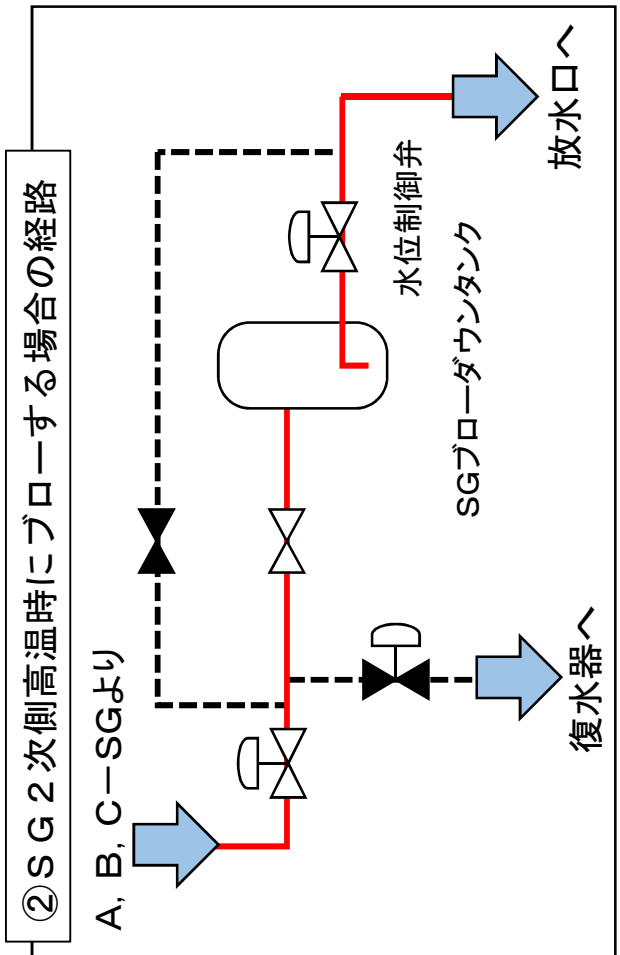 ②ＳＧ２次側高温時にブローする場合の経路
A, B, C－SGより
水位制御弁
SGブローダウンタンク
放水口へ
復水器へ